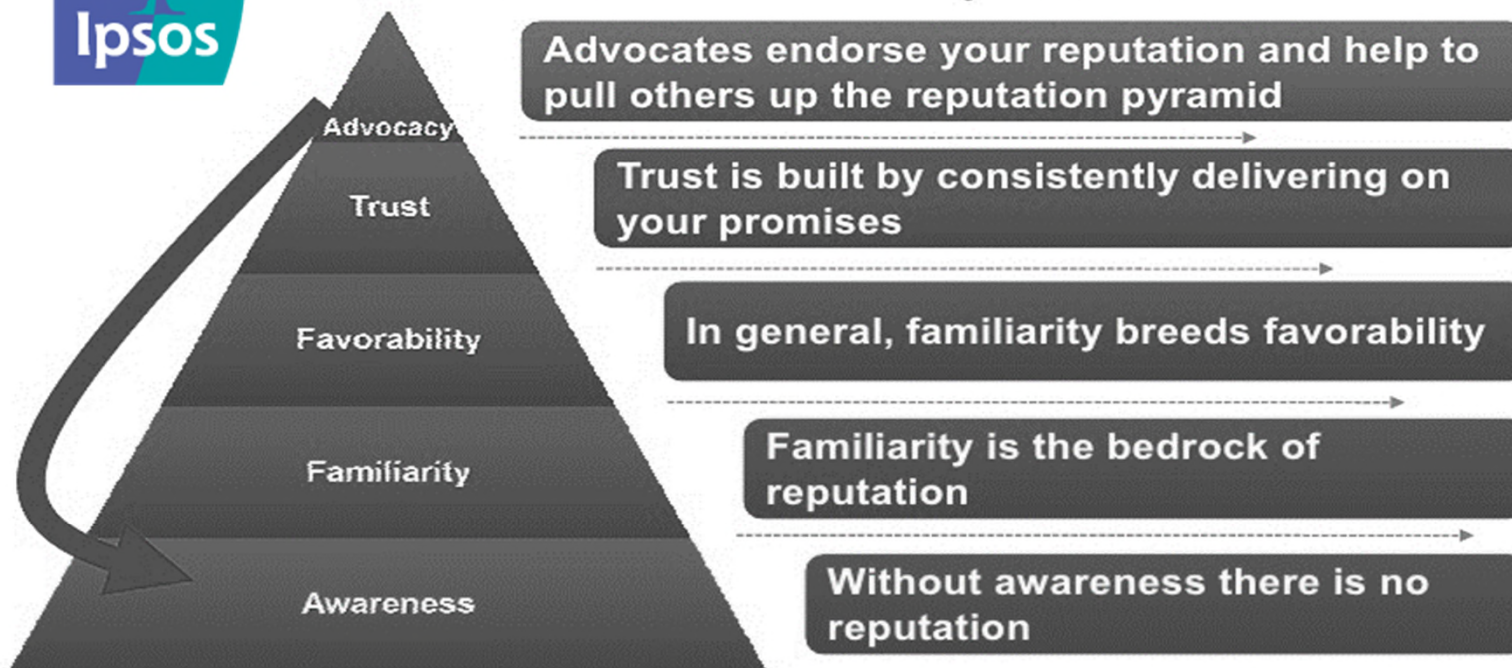 Ipsos
Advocates endorse your reputation and help to
pull others up the reputation pyramid
Advocacy
Trust is built by consistently delivering on
your promises
Trust
In general, familiarity breeds favorability
Favorability
Familiarity is the bedrock of
reputation
Familiarity
Without awareness there is no
reputation
Awareness